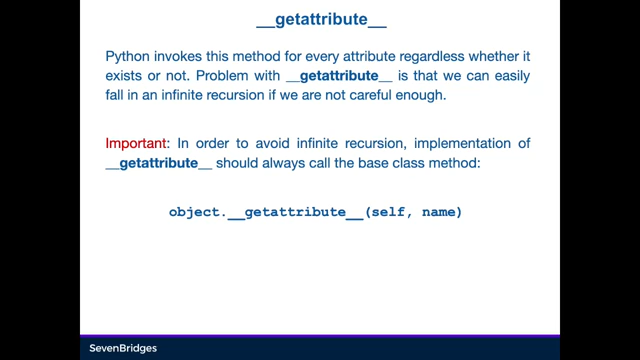 __getattribute__
Python invokes this method for every attribute regardless whether it
exists or not. Problem with __getattribute__ is that we can easily
fall in an infinite recursion if we are not careful enough.
Important: In order to avoid infinite recursion, implementation of
__getattribute__ should always call the base class method:
object.__getattribute__(self, name)
SevenBridges